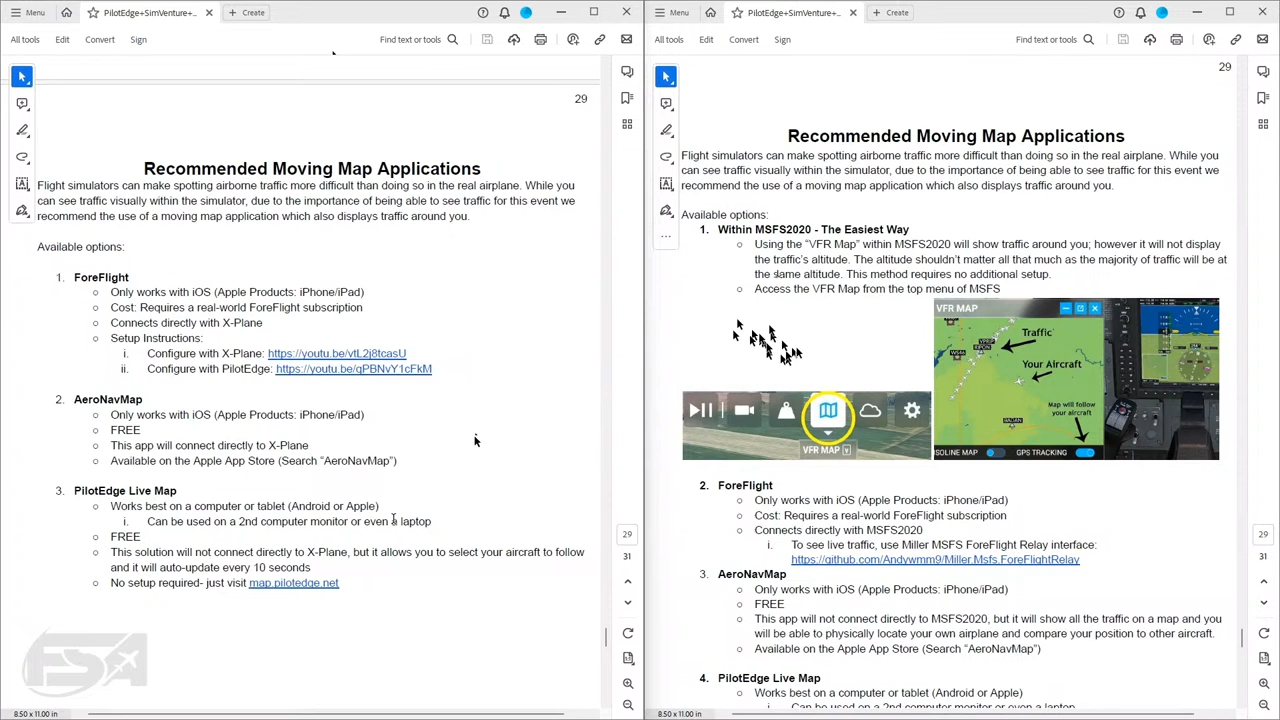 Menu
PilotEdge+SimVenture+...
Create
All tools
Edit
Convert
Sign
Find text or tools
29
Recommended Moving Map Applications
Flight simulators can make spotting airborne traffic more difficult than doing so in the real airplane. While you
can see traffic visually within the simulator, due to the importance of being able to see traffic for this event we
recommend the use of a moving map application which also displays traffic around you.
Available options:
1. ForeFlight
Only works with iOS (Apple Products: iPhone/iPad)
Cost: Requires a real-world ForeFlight subscription
Connects directly with X-Plane
Setup Instructions:
i. Configure with X-Plane: https://youtu.be/vtL2j8tcasU
ii. Configure with PilotEdge: https://youtu.be/qPBNvY1cFkM
2. AeroNavMap
Only works with iOS (Apple Products: iPhone/iPad)
FREE
This app will connect directly to X-Plane
Available on the Apple App Store (Search “AeroNavMap”)
3. PilotEdge Live Map
Works best on a computer or tablet (Android or Apple)
i. Can be used on a 2nd computer monitor or even a laptop
FREE
This solution will not connect directly to X-Plane, but it allows you to select your aircraft to follow
and it will auto-update every 10 seconds
No setup required- just visit map.pilotedge.net
FSA
29
31
8.50 x 11.00 in
Menu
PilotEdge+SimVenture+...
Create
All tools
Edit
Convert
Sign
Find text or tools
29
Recommended Moving Map Applications
Flight simulators can make spotting airborne traffic more difficult than doing so in the real airplane. While you
can see traffic visually within the simulator, due to the importance of being able to see traffic for this event we
recommend the use of a moving map application which also displays traffic around you.
Available options:
1. Within MSFS2020 - The Easiest Way
Using the “VFR Map” within MSFS2020 will show traffic around you; however it will not display
the traffic’s altitude. The altitude shouldn’t matter all that much as the majority of traffic will be at
the same altitude. This method requires no additional setup.
Access the VFR Map from the top menu of MSFS
VFR MAP
Traffic
Your Aircraft
Map will follow
your aircraft
SOLINE MAP
GPS TRACKING
VFR MAP V
2. ForeFlight
Only works with iOS (Apple Products: iPhone/iPad)
Cost: Requires a real-world ForeFlight subscription
Connects directly with MSFS2020
i. To see live traffic, use Miller MSFS ForeFlight Relay interface:
https://github.com/Andywmm9/Miller.Msfs.ForeFlightRelay
3. AeroNavMap
Only works with iOS (Apple Products: iPhone/iPad)
FREE
This app will not connect directly to MSFS2020, but it will show all the traffic on a map and you
will be able to physically locate your own airplane and compare your position to other aircraft.
Available on the Apple App Store (Search “AeroNavMap”)
4. PilotEdge Live Map
Works best on a computer or tablet (Android or Apple)
i. Can be used on a 2nd computer monitor or even a laptop
29
31
8.50 x 11.00 in